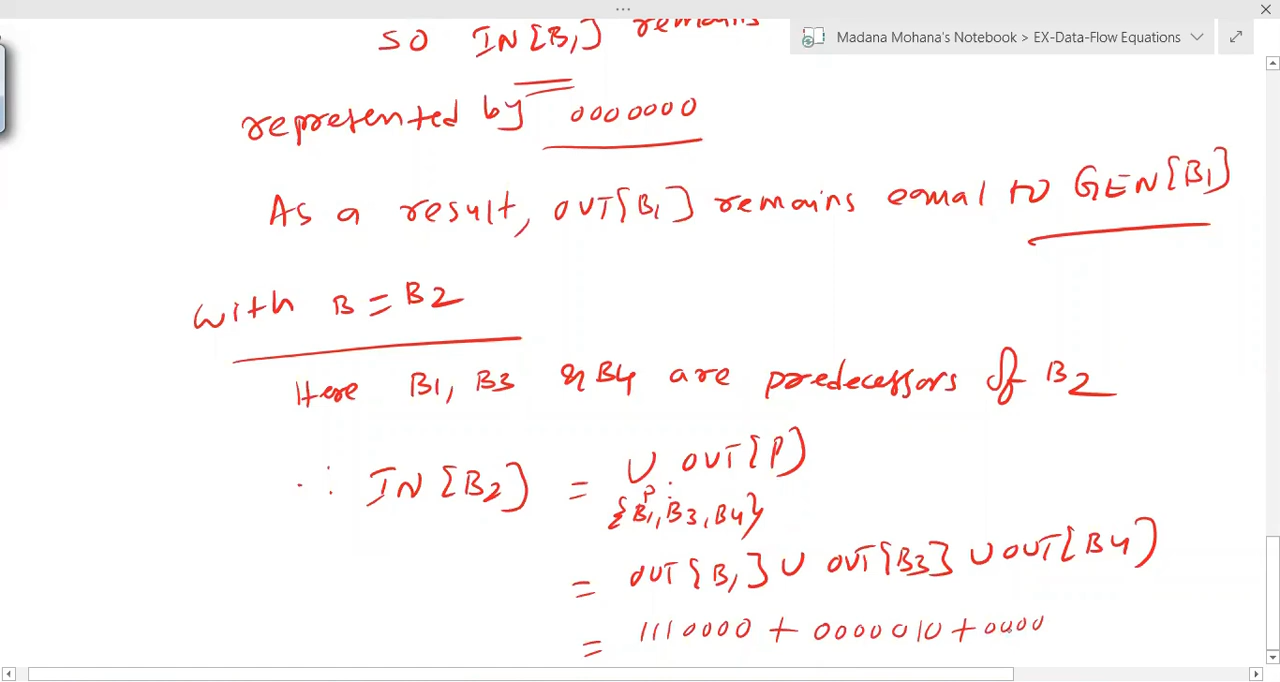 Madana Mohana's Notebook > EX-Data-Flow Equations
so IN[B1] remains
represented by 0000000
As a result, OUT[B1] remains equal to GEN[B1]
with B = B2
Here B1, B3 & B4 are predecessors of B2
∴ IN[B2] = ∪ OUT[P]
P:
{B1, B3, B4}
= OUT[B1] ∪ OUT[B3] ∪ OUT[B4]
= 1110000 + 0000010 + 0000